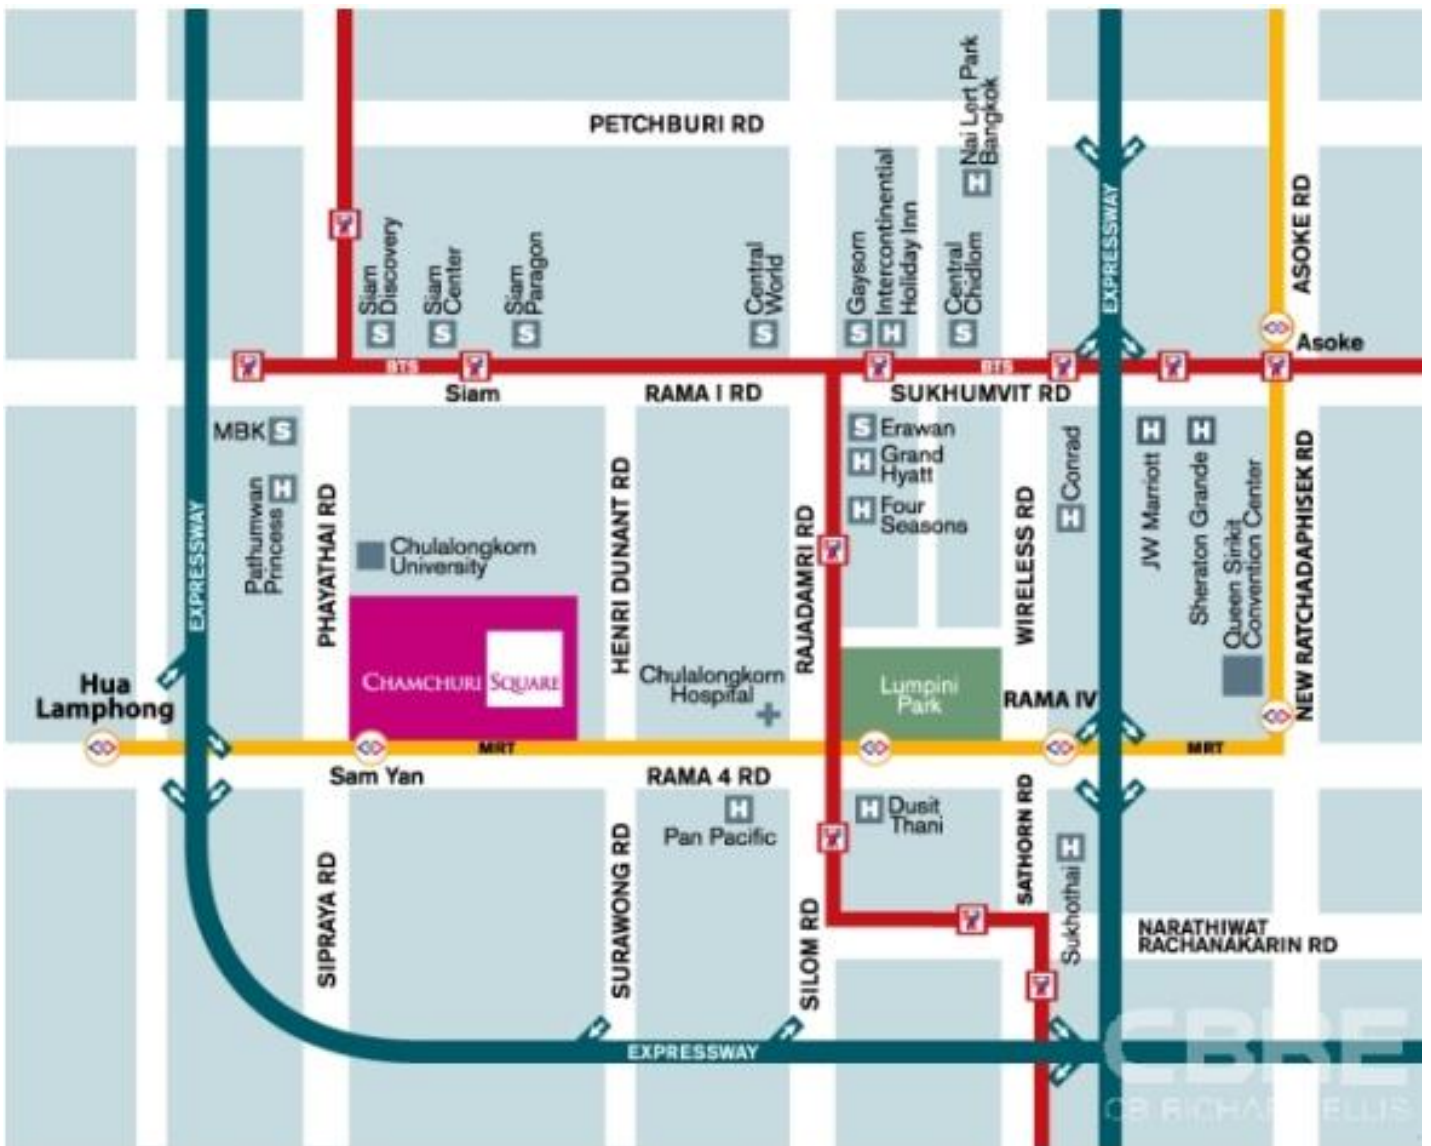 PETCHBURI RD
Nai Lert Park
Bangkok
EXPRESSWAY
ASOKE RD
Siam
Discovery
Siam
Center
Siam
Paragon
Central
World
Gaysorn
Intercontinental
Holiday Inn
Central
Chidlom
S
S
S
S
S
H
S
H
Asoke
BTS
BTS
Siam
RAMA I RD
SUKHUMVIT RD
MBK S
Pathumwan
Princess
H
PHAYATHAI RD
EXPRESSWAY
Chulalongkorn
University
HENRI DUNANT RD
RAJADAMRI RD
S Erawan
H Grand
Hyatt
H Four
Seasons
WIRELESS RD
Conrad
H
H
JW Marriott
H
Sheraton Grande
Queen Sirikit
Convention Center
NEW RATCHADAPHISEK RD
CHAMCHURI SQUARE
Chulalongkorn
Hospital
Lumpini
Park
RAMA IV
Hua
Lamphong
MRT
MRT
Sam Yan
RAMA 4 RD
H
Pan Pacific
H Dusit
Thani
SATHORN RD
H
Sukhothai
SIPRAYA RD
SURAWONG RD
SILOM RD
NARATHIWAT
RACHANAKARIN RD
EXPRESSWAY
CBRE
CB RICHARD ELLIS